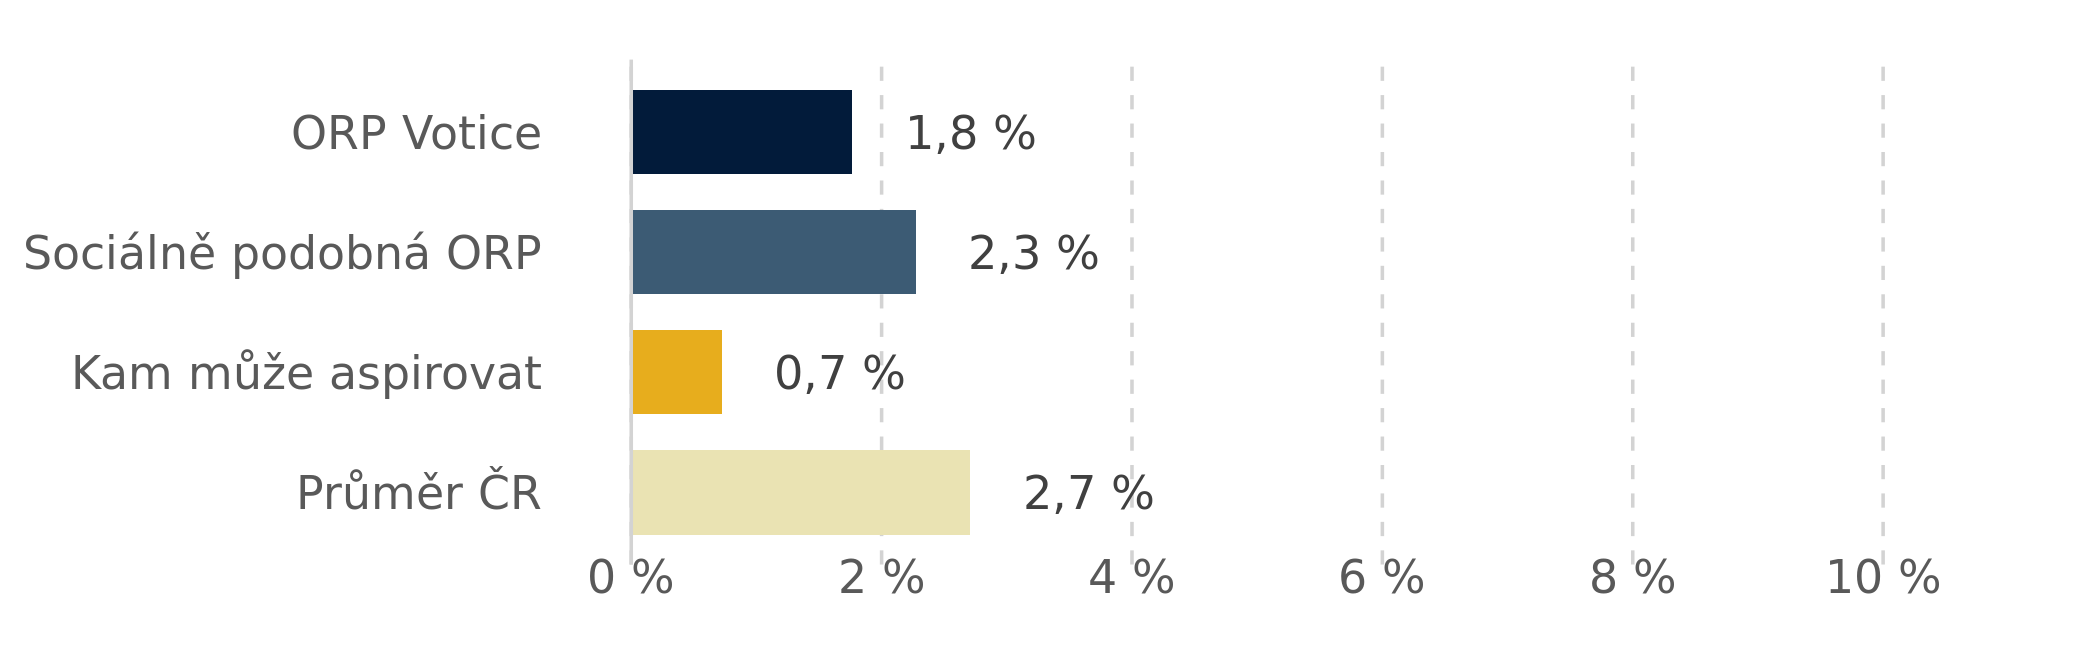 ORP Votice 1,8 %
Sociálně podobná ORP 2,3 %
Kam může aspirovat 0,7 %
Průměr ČR 2,7 %
0 % 2 % 4 % 6 % 8 % 10 %